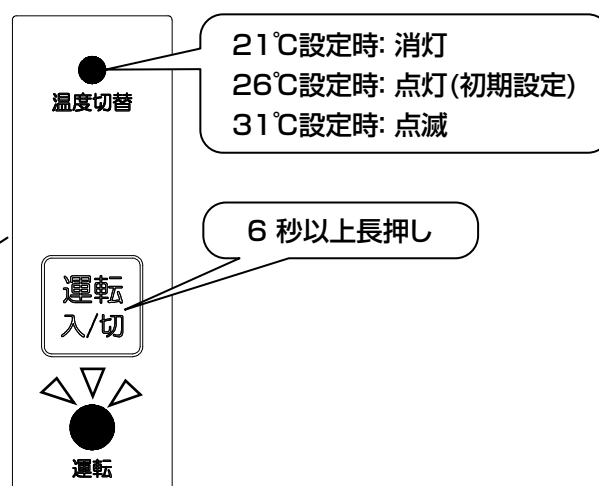 21℃設定時: 消灯
26℃設定時: 点灯(初期設定)
31℃設定時: 点滅
温度切替
6 秒以上長押し
運転
入/切
運転